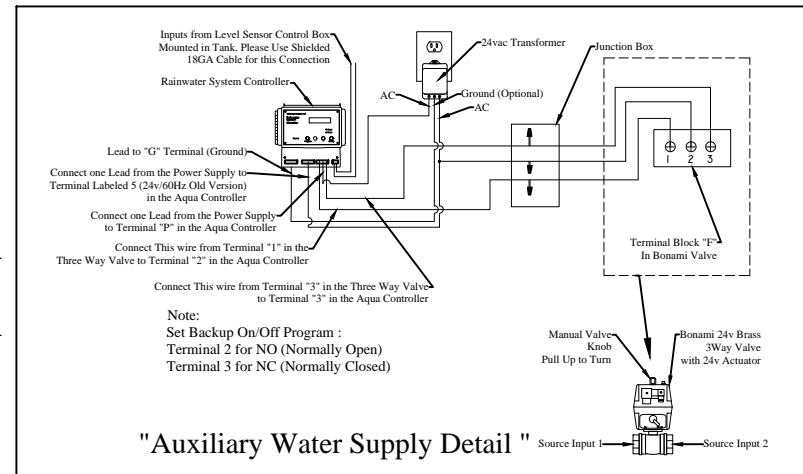 Inputs from Level Sensor Control Box
Mounted in Tank. Please Use Shielded
18GA Cable for this Connection
Rainwater System Controller
24vac Transformer
Junction Box
AC
Ground (Optional)
AC
Lead to "G" Terminal (Ground)
Connect one Lead from the Power Supply to
Terminal Labeled 5 (24v/60Hz Old Version)
in the Aqua Controller
Connect one Lead from the Power Supply
to Terminal "P" in the Aqua Controller
Connect This wire from Terminal "1" in the
Three Way Valve to Terminal "2" in the Aqua Controller
Connect This wire from Terminal "3" in the Three Way Valve
to Terminal "3" in the Aqua Controller
1 2 3
Terminal Block "F"
In Bonami Valve
Note:
Set Backup On/Off Program :
Terminal 2 for NO (Normally Open)
Terminal 3 for NC (Normally Closed)
Manual Valve
Knob
Pull Up to Turn
Bonami 24v Brass
3Way Valve
with 24v Actuator
"Auxiliary Water Supply Detail "
Source Input 1
Source Input 2